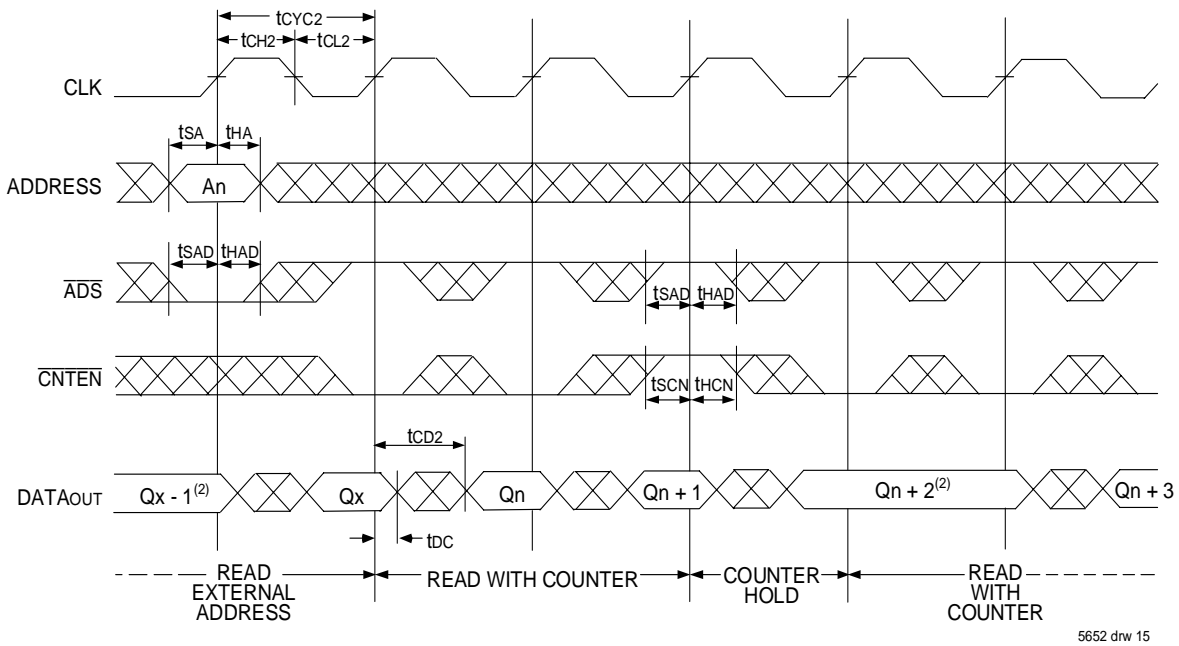 tCYC2
tCH2 tCL2
CLK
tSA tHA
ADDRESS An
tSAD tHAD
ADS
tSAD tHAD
CNTEN
tSCN tHCN
tCD2
DATAOUT Qx - 1(2) Qx Qn Qn + 1 Qn + 2(2) Qn + 3
tDC
READ EXTERNAL ADDRESS
READ WITH COUNTER
COUNTER HOLD
READ WITH COUNTER
5652 drw 15